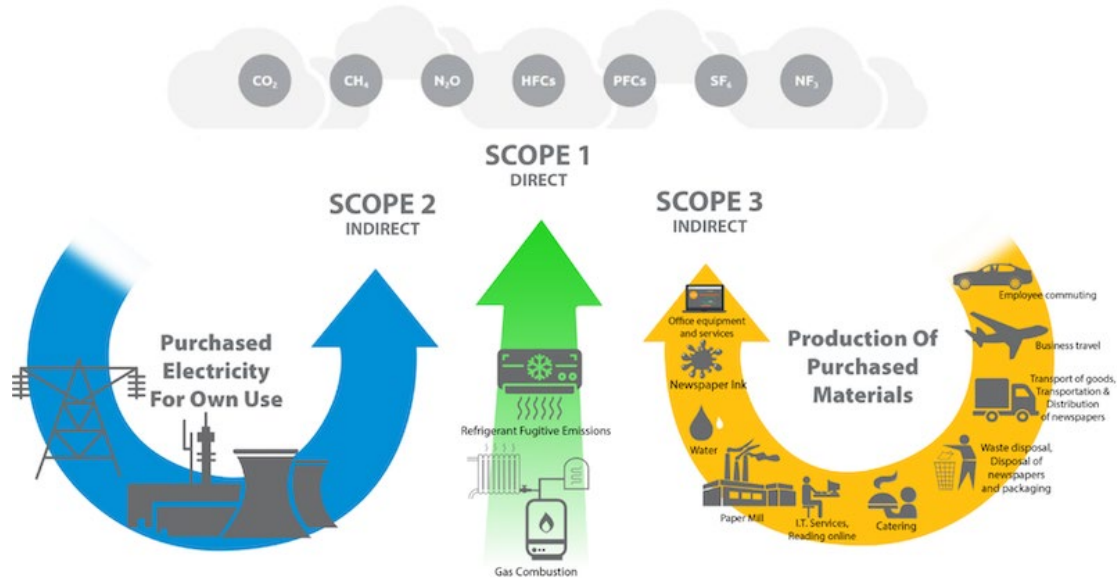 CO₂
CH₄
N₂O
HFCs
PFCs
SF₆
NF₃
SCOPE 1
DIRECT
SCOPE 2
INDIRECT
SCOPE 3
INDIRECT
Purchased
Electricity
For Own Use
Refrigerant Fugitive Emissions
Gas Combustion
Production Of
Purchased
Materials
Office equipment
and services
Newspaper Ink
Water
Paper Mill
I.T. Services,
Reading online
Catering
Waste disposal,
Disposal of
newspapers
and packaging
Transport of goods,
Transportation &
Distribution
of newspapers
Business travel
Employee commuting